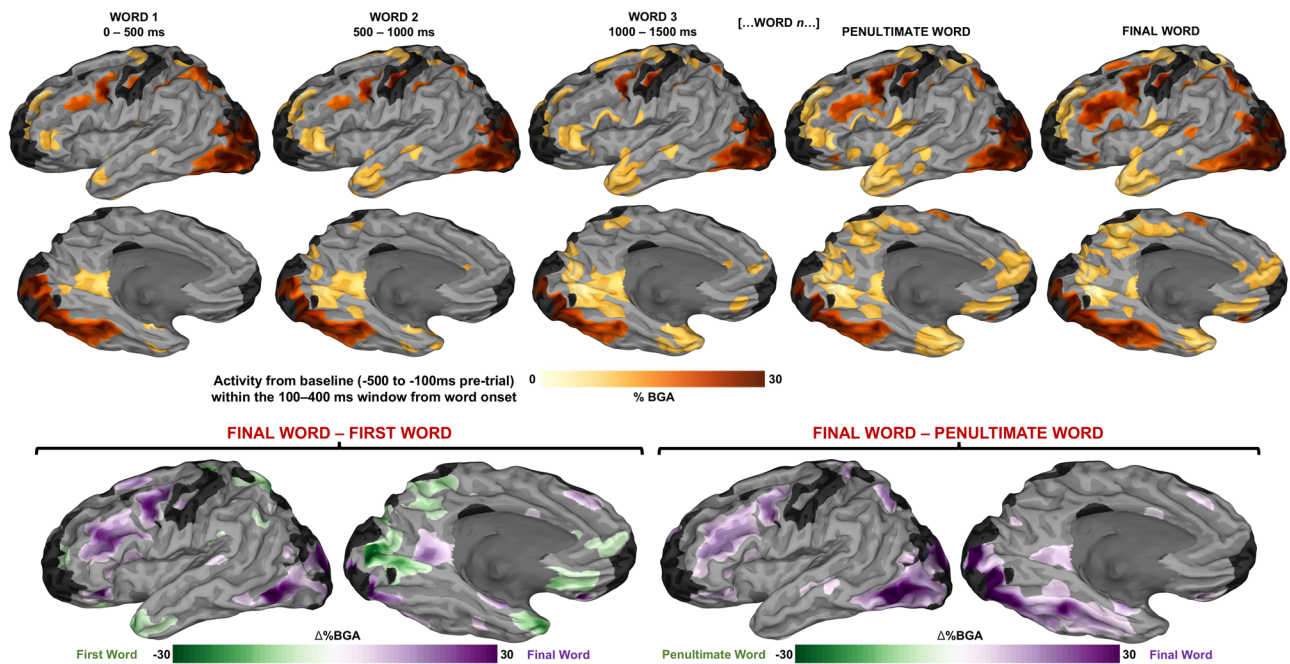 WORD 1
0 – 500 ms
WORD 2
500 – 1000 ms
WORD 3
1000 – 1500 ms
[…WORD n…]
PENULTIMATE WORD
FINAL WORD
Activity from baseline (-500 to -100ms pre-trial)
within the 100–400 ms window from word onset
0
30
% BGA
FINAL WORD – FIRST WORD
FINAL WORD – PENULTIMATE WORD
Δ%BGA
First Word
-30
30
Final Word
Δ%BGA
Penultimate Word
-30
30
Final Word